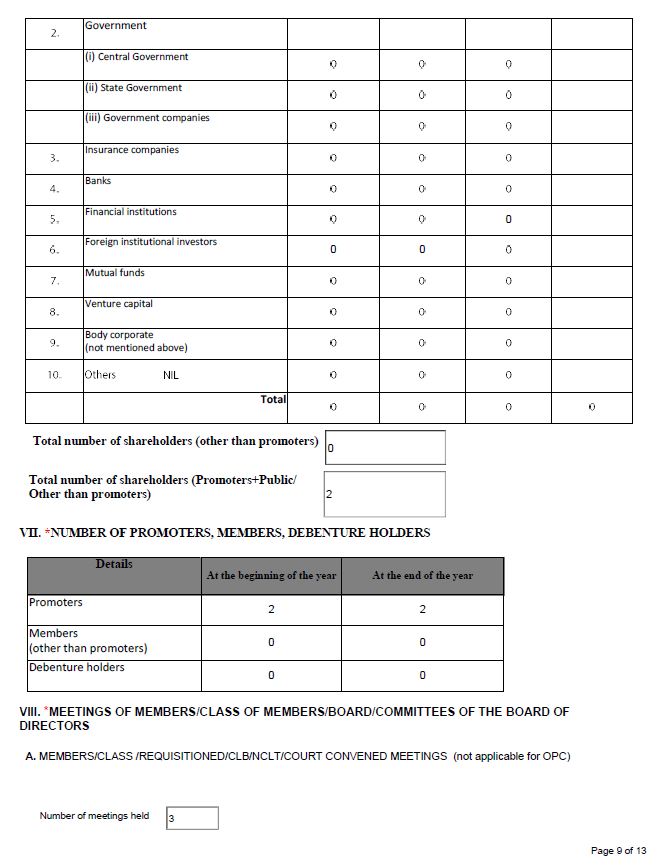 2. Government
(i) Central Government 0 0 0
(ii) State Government 0 0 0
(iii) Government companies 0 0 0
3. Insurance companies 0 0 0
4. Banks 0 0 0
5. Financial institutions 0 0 0
6. Foreign institutional investors 0 0 0
7. Mutual funds 0 0 0
8. Venture capital 0 0 0
9. Body corporate
(not mentioned above) 0 0 0
10. Others NIL 0 0 0
Total 0 0 0 0
Total number of shareholders (other than promoters) 0
Total number of shareholders (Promoters+Public/
Other than promoters) 2
VII. *NUMBER OF PROMOTERS, MEMBERS, DEBENTURE HOLDERS
Details At the beginning of the year At the end of the year
Promoters 2 2
Members
(other than promoters) 0 0
Debenture holders 0 0
VIII. *MEETINGS OF MEMBERS/CLASS OF MEMBERS/BOARD/COMMITTEES OF THE BOARD OF
DIRECTORS
A. MEMBERS/CLASS /REQUISITIONED/CLB/NCLT/COURT CONVENED MEETINGS (not applicable for OPC)
Number of meetings held 3
Page 9 of 13